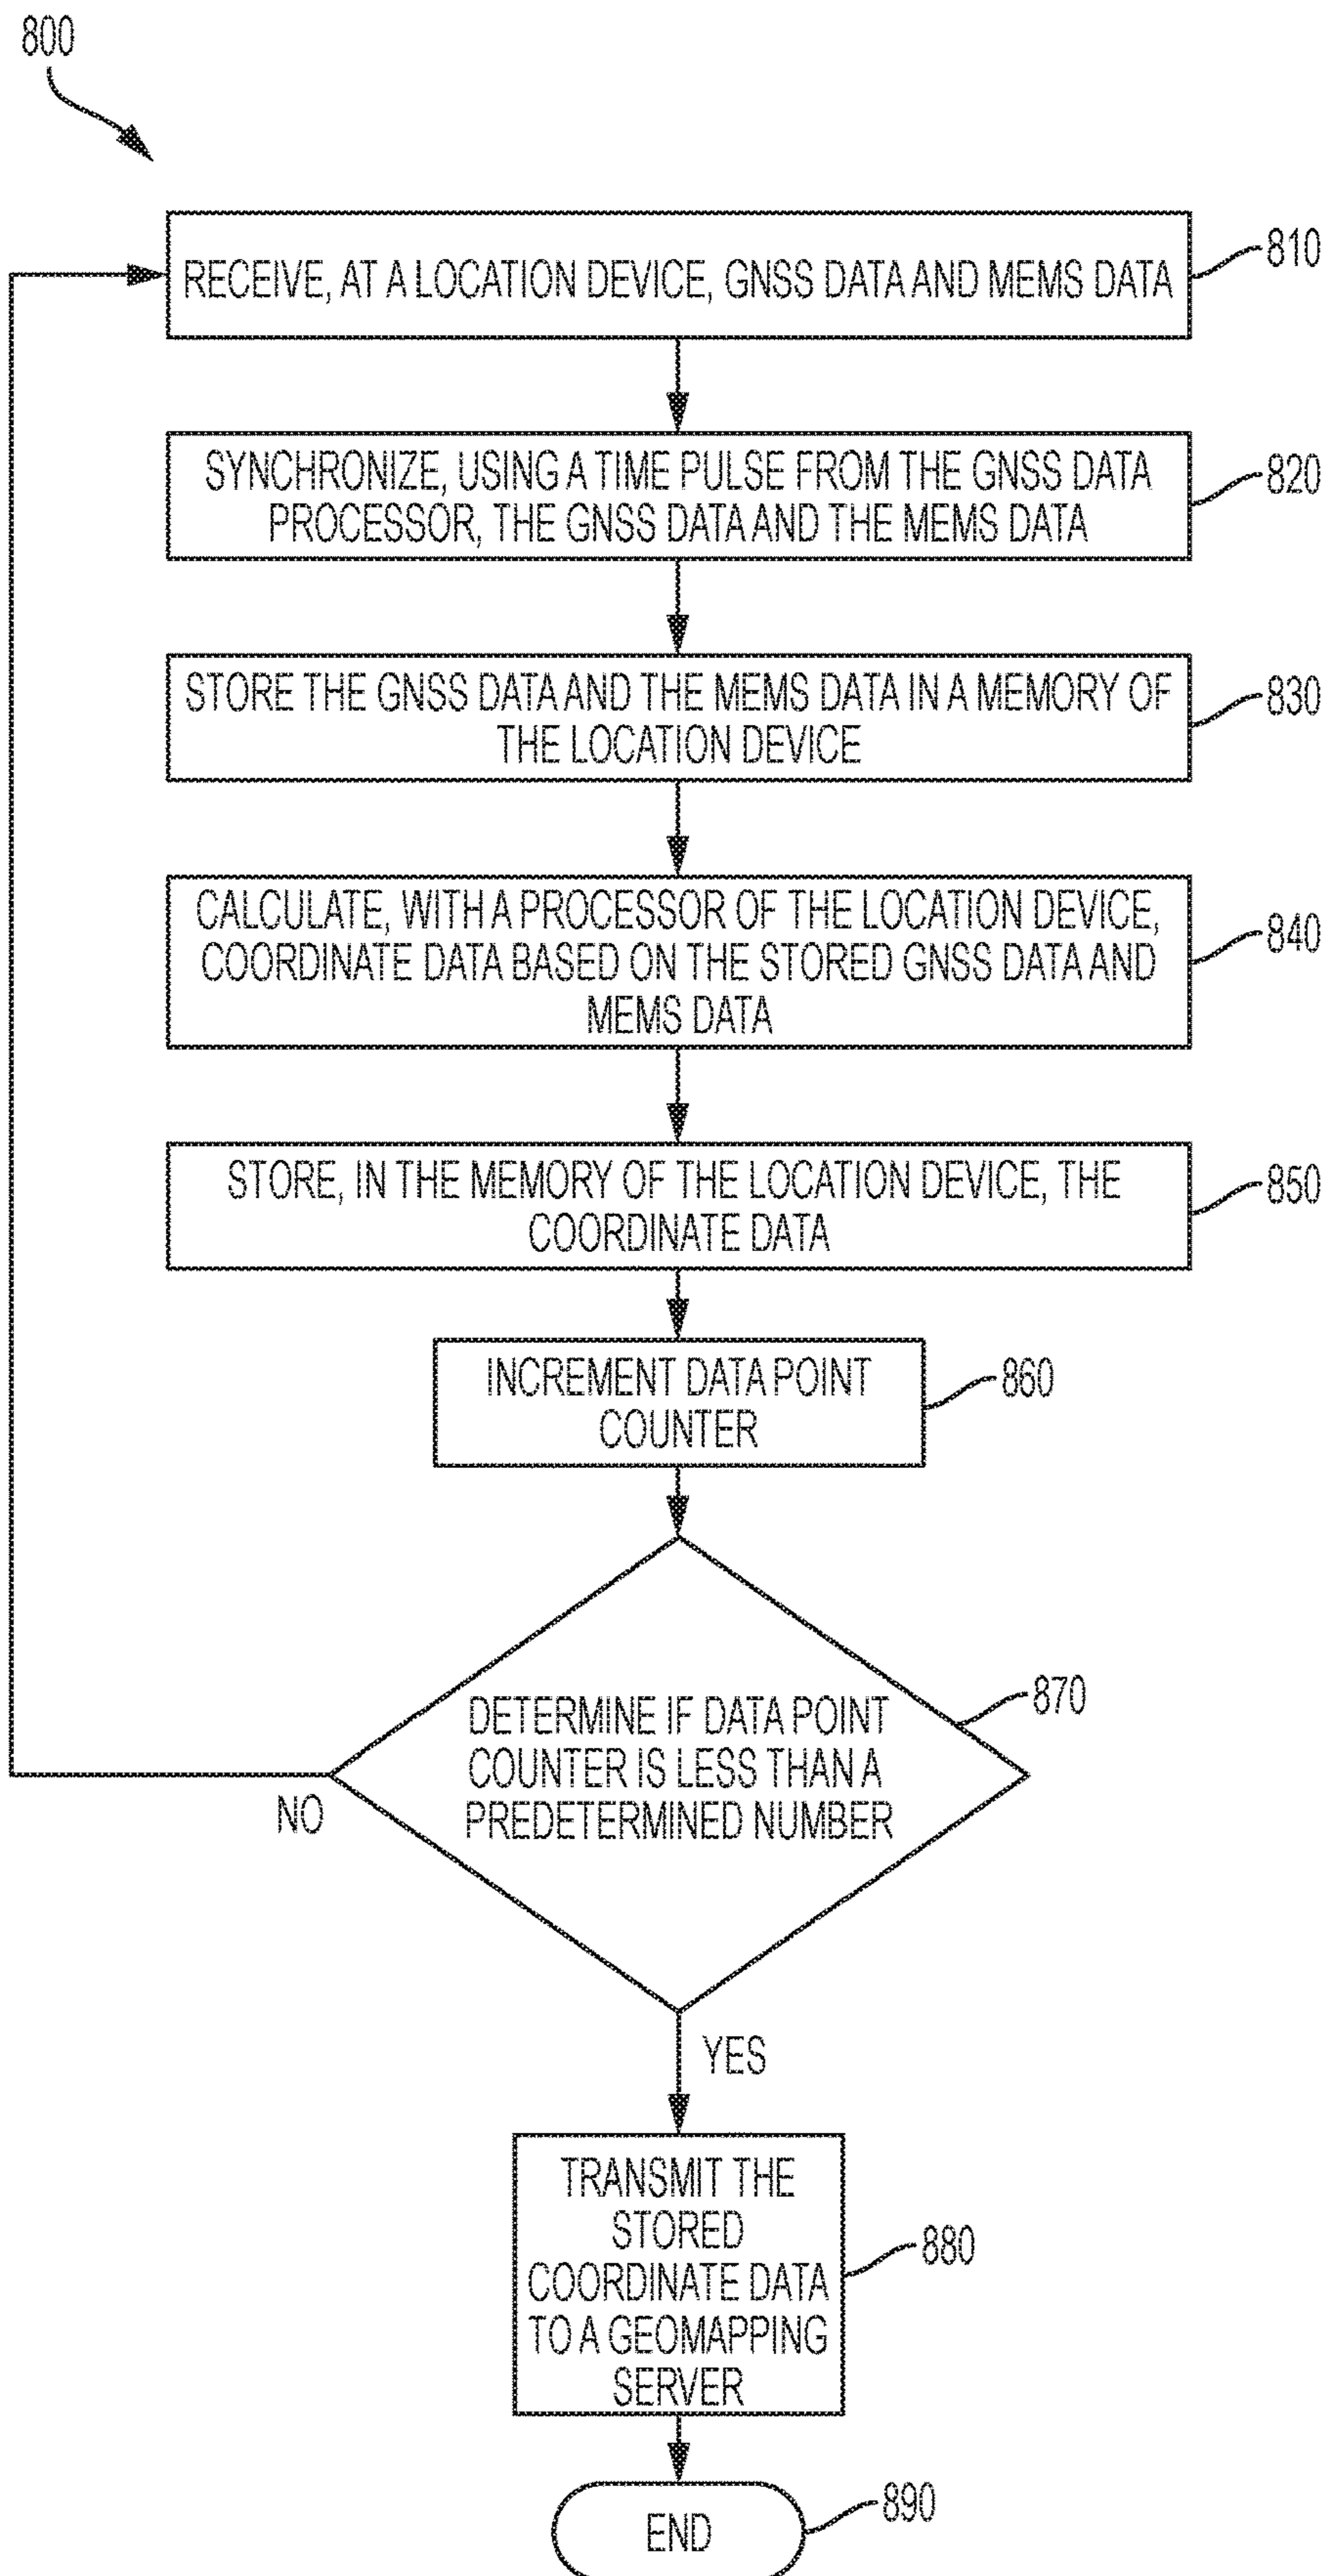 800
RECEIVE, AT A LOCATION DEVICE, GNSS DATA AND MEMS DATA
810
SYNCHRONIZE, USING A TIME PULSE FROM THE GNSS DATA
PROCESSOR, THE GNSS DATA AND THE MEMS DATA
820
STORE THE GNSS DATA AND THE MEMS DATA IN A MEMORY OF
THE LOCATION DEVICE
830
CALCULATE, WITH A PROCESSOR OF THE LOCATION DEVICE,
COORDINATE DATA BASED ON THE STORED GNSS DATA AND
MEMS DATA
840
STORE, IN THE MEMORY OF THE LOCATION DEVICE, THE
COORDINATE DATA
850
INCREMENT DATA POINT
COUNTER
860
DETERMINE IF DATA POINT
COUNTER IS LESS THAN A
PREDETERMINED NUMBER
870
NO
YES
TRANSMIT THE
STORED
COORDINATE DATA
TO A GEOMAPPING
SERVER
880
END
890